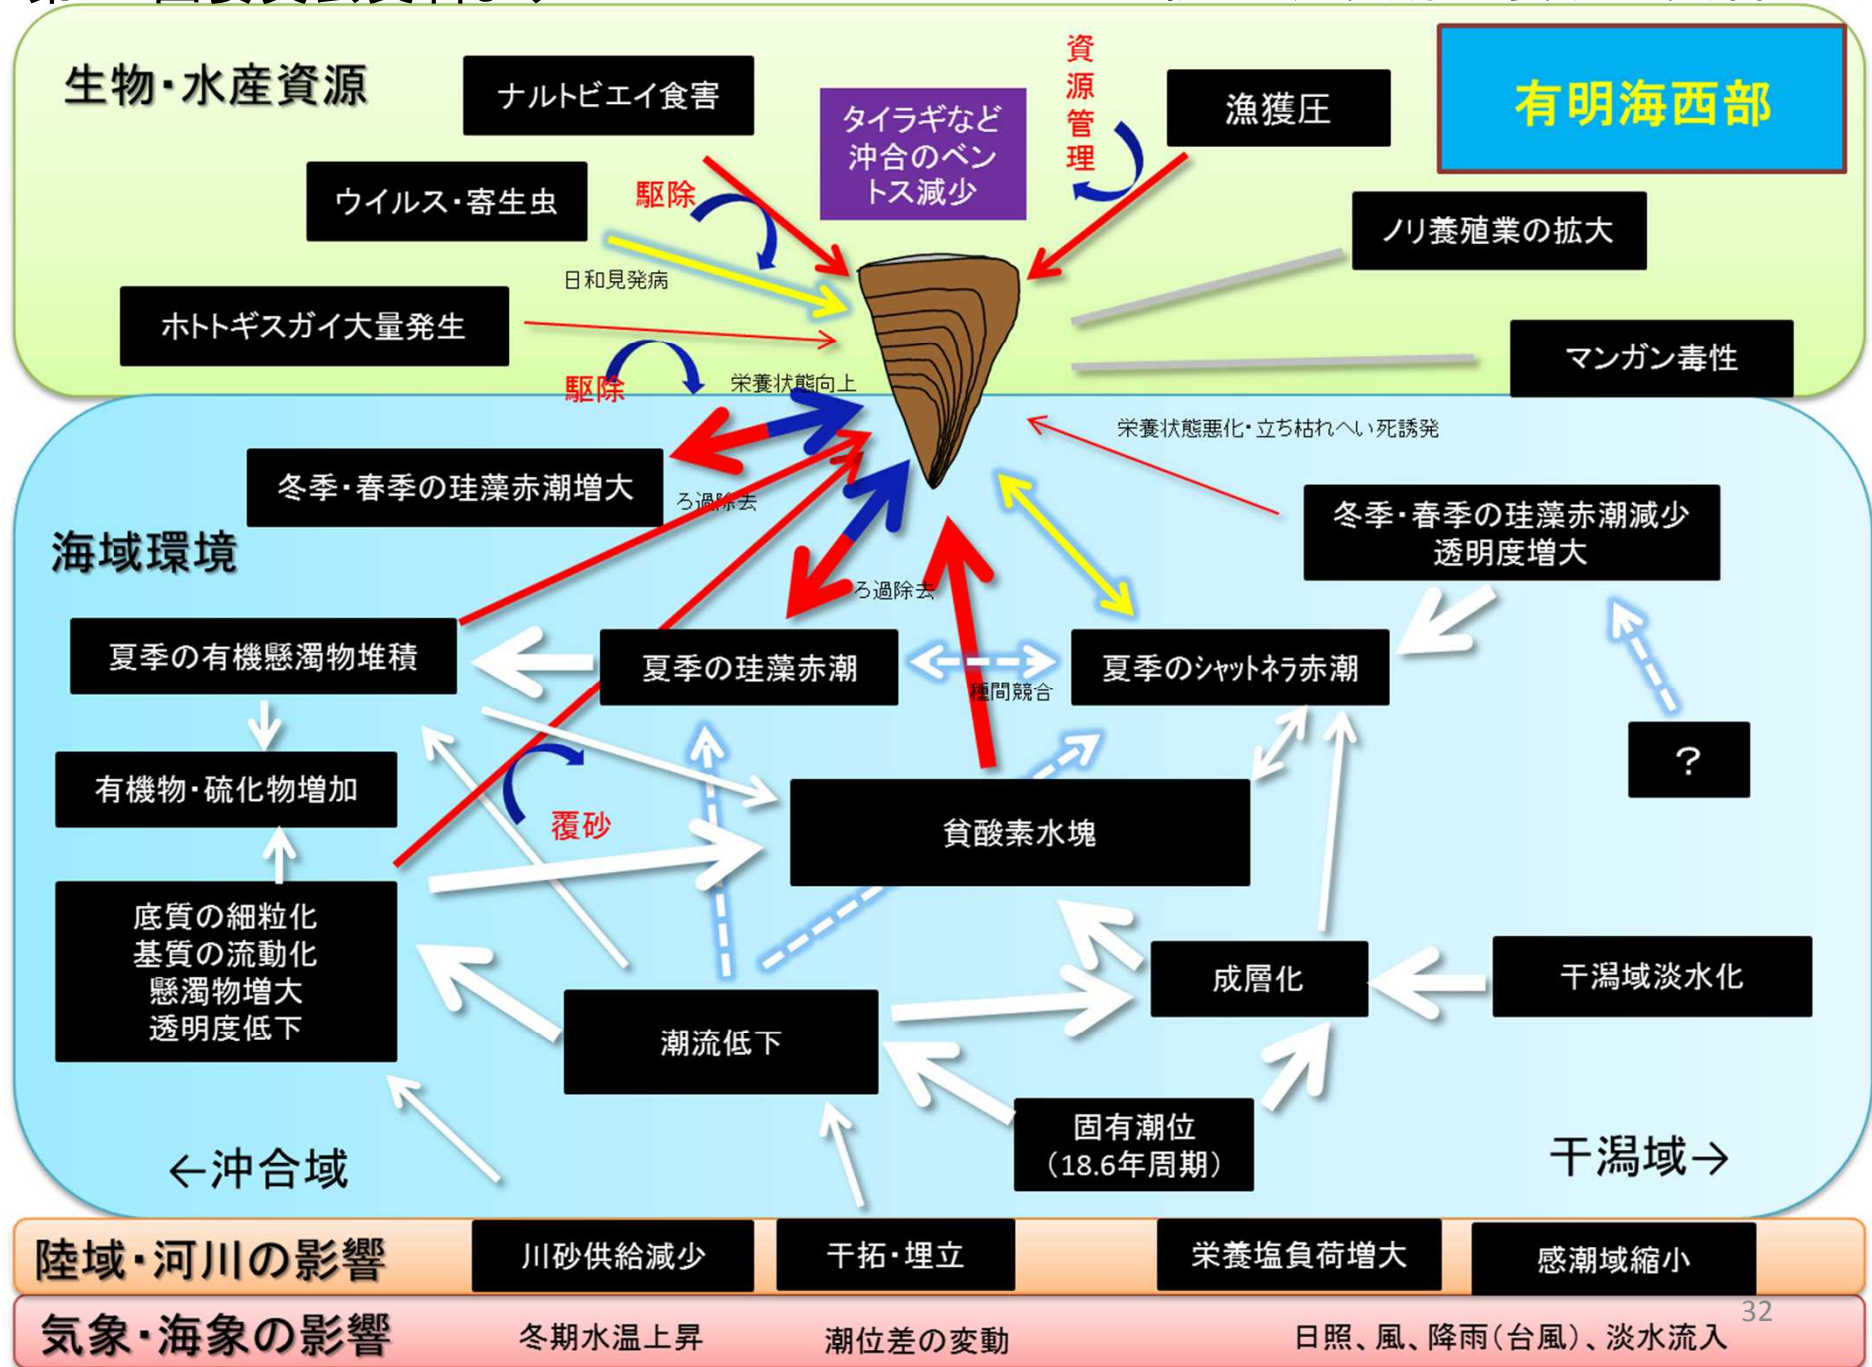 生物・水産資源
ナルトビエイ食害
タイラギなど
沖合のベン
トス減少
資源管理
漁獲圧
有明海西部
ウイルス・寄生虫
駆除
ノリ養殖業の拡大
日和見発病
ホトトギスガイ大量発生
マンガン毒性
駆除
栄養状態向上
栄養状態悪化・立ち枯れへい死誘発
冬季・春季の珪藻赤潮増大
ろ過除去
冬季・春季の珪藻赤潮減少
透明度増大
海域環境
ろ過除去
夏季の有機懸濁物堆積
夏季の珪藻赤潮
種間競合
夏季のシャットネラ赤潮
?
有機物・硫化物増加
覆砂
貧酸素水塊
底質の細粒化
基質の流動化
懸濁物増大
透明度低下
成層化
干潟域淡水化
潮流低下
固有潮位
(18.6年周期)
←沖合域
干潟域→
陸域・河川の影響
川砂供給減少
干拓・埋立
栄養塩負荷増大
感潮域縮小
32
気象・海象の影響
冬期水温上昇
潮位差の変動
日照、風、降雨(台風)、淡水流入